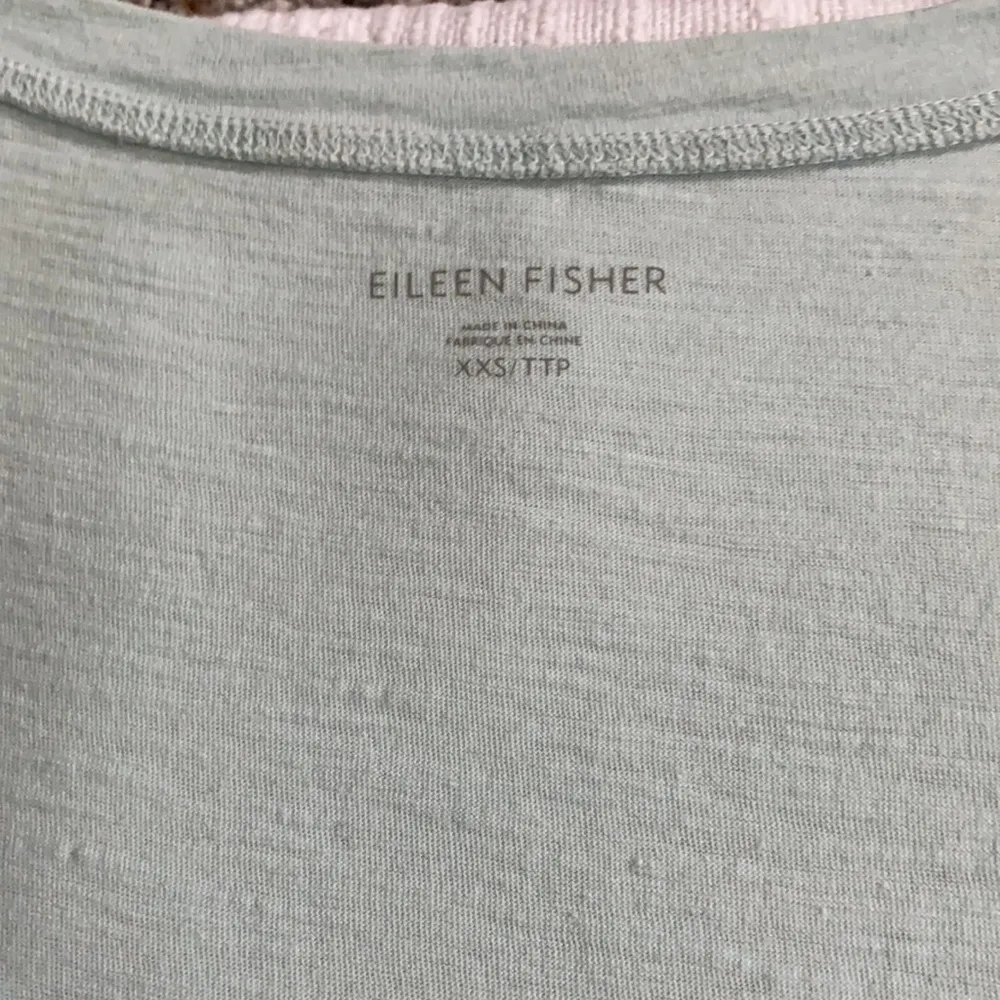 EILEEN FISHER
MADE IN CHINA
FABRIQUE EN CHINE
XXS/TTP